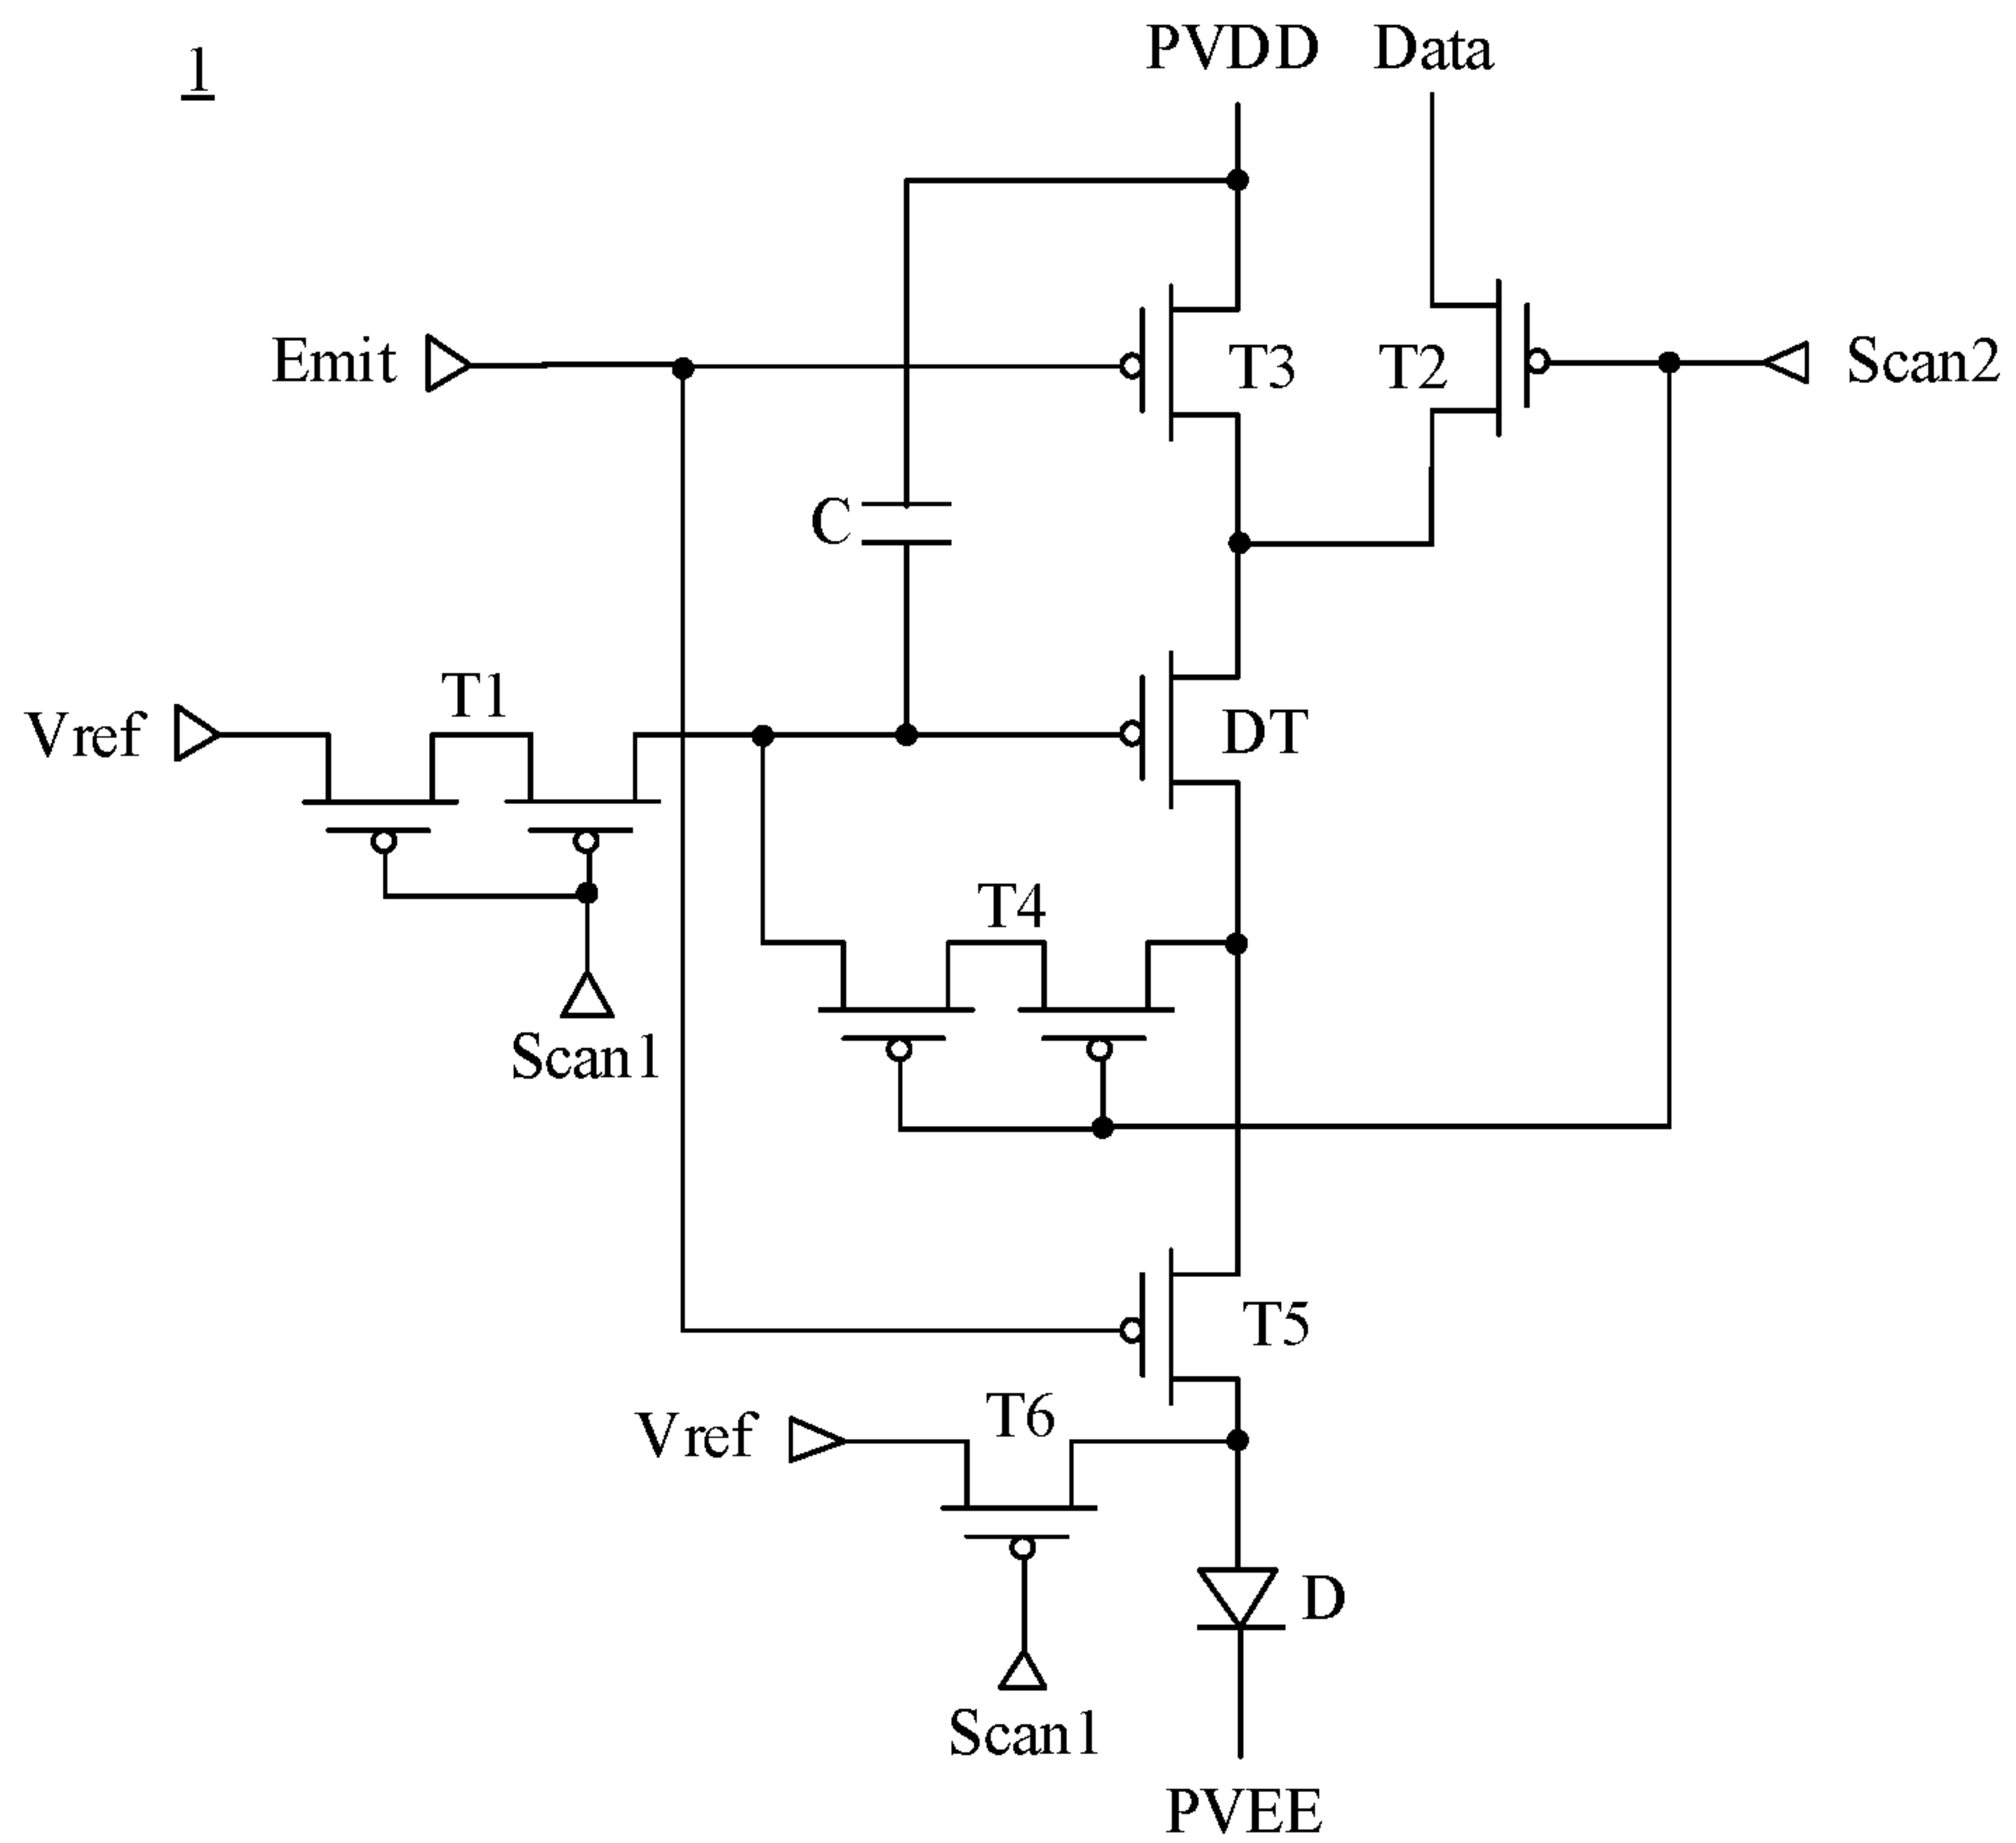 1
PVDD Data
Emit T3 T2 Scan2
C
T1
Vref DT
T4
Scan1
T5
T6
Vref
D
Scan1
PVEE